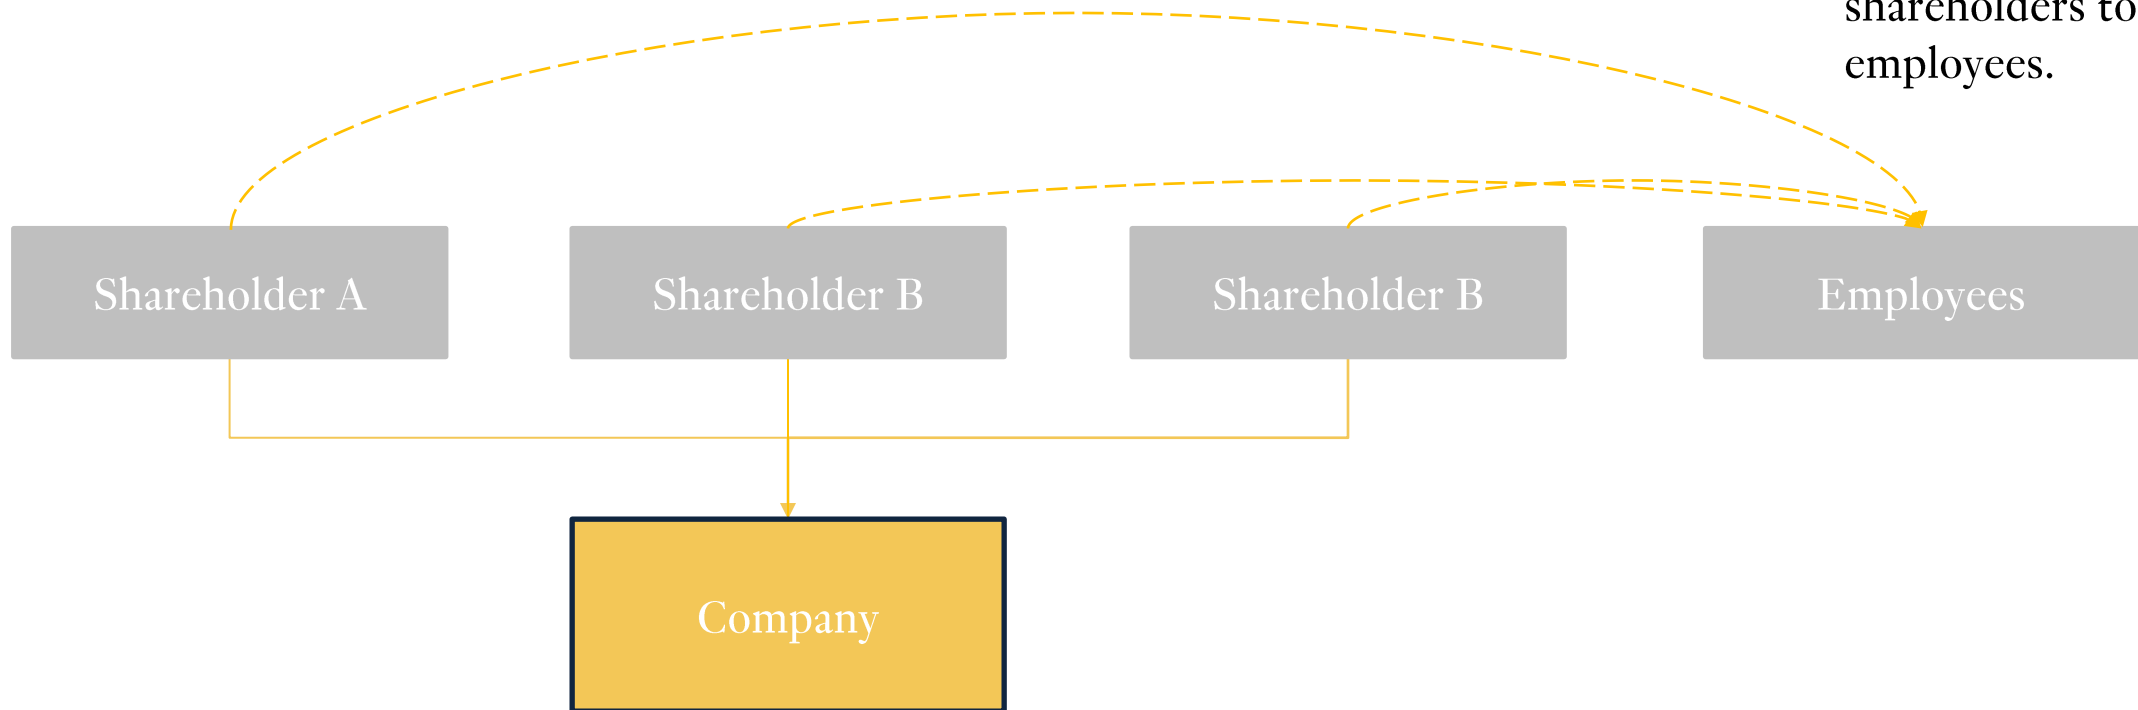 shareholders to
employees.
Shareholder A
Shareholder B
Shareholder B
Employees
Company